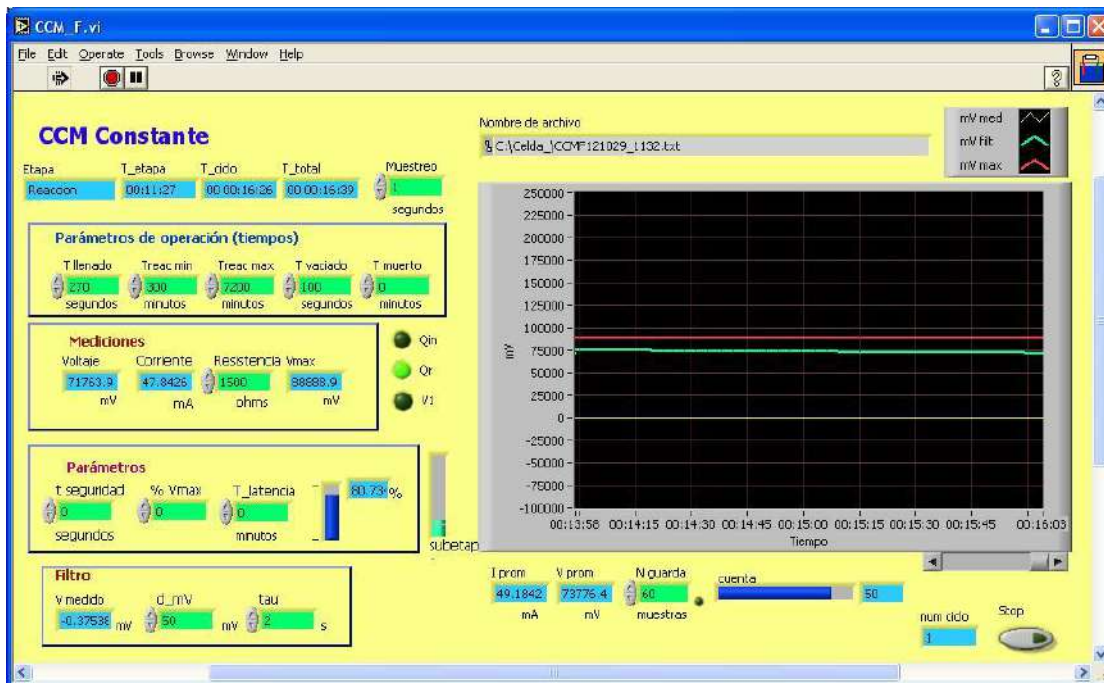 CCM_F.vi
File Edit Operate Tools Browse Window Help
CCM Constante
Etapa T_etapa T_ciclo T_total Muestreo
Reaccion 00:11:27 00 00:16:26 00 00:16:39 1
segundos
Parámetros de operación (tiempos)
T llenado Treac min Treac max T vaciado T muerto
270 300 7200 100 0
segundos minutos minutos segundos minutos
Mediciones
Voltaje Corriente Resistencia Vmax
71763.9 47.8426 1500 88888.9
mV mA ohms mV
Qin
Qr
V1
Parámetros
t seguridad % Vmax T_latencia
0 0 0
segundos minutos
80.73 %
subetap
Filtro
V medido d_mV tau
-0.37538 mV 50 mV 2 s
Nombre de archivo
C:\Celda_\CCMF121029_1132.txt
mV med
mV filt
mV max
mV
250000
225000
200000
175000
150000
125000
100000
75000
50000
25000
0
-25000
-50000
-75000
-100000
00:13:58 00:14:15 00:14:30 00:14:45 00:15:00 00:15:15 00:15:30 00:15:45 00:16:03
Tiempo
I prom V prom N guarda cuenta
49.1842 73776.4 60 50
mA mV muestras
num ciclo Stop
1